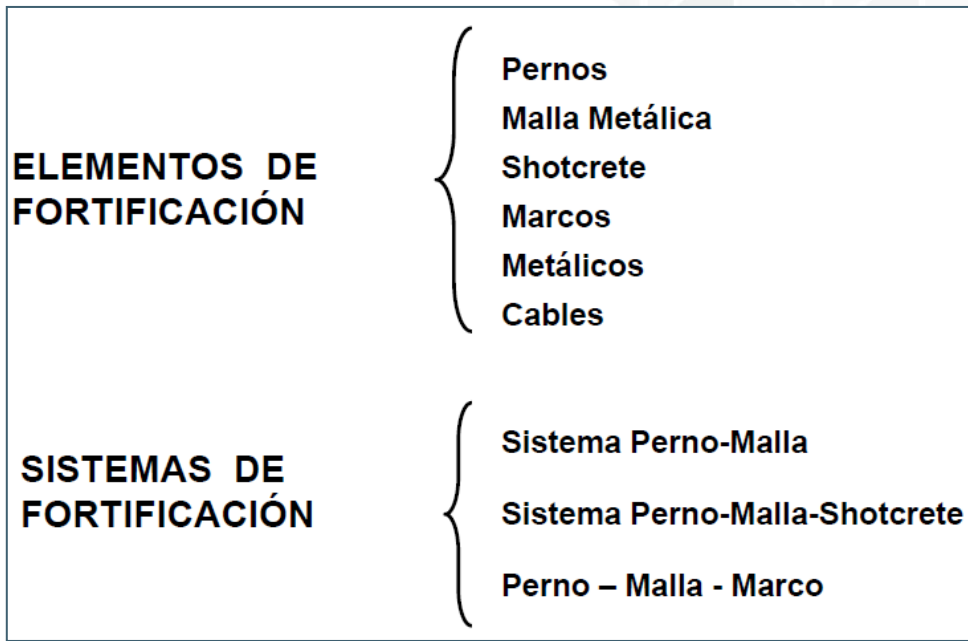 ELEMENTOS DE
FORTIFICACIÓN
Pernos
Malla Metálica
Shotcrete
Marcos
Metálicos
Cables
SISTEMAS DE
FORTIFICACIÓN
Sistema Perno-Malla
Sistema Perno-Malla-Shotcrete
Perno – Malla - Marco